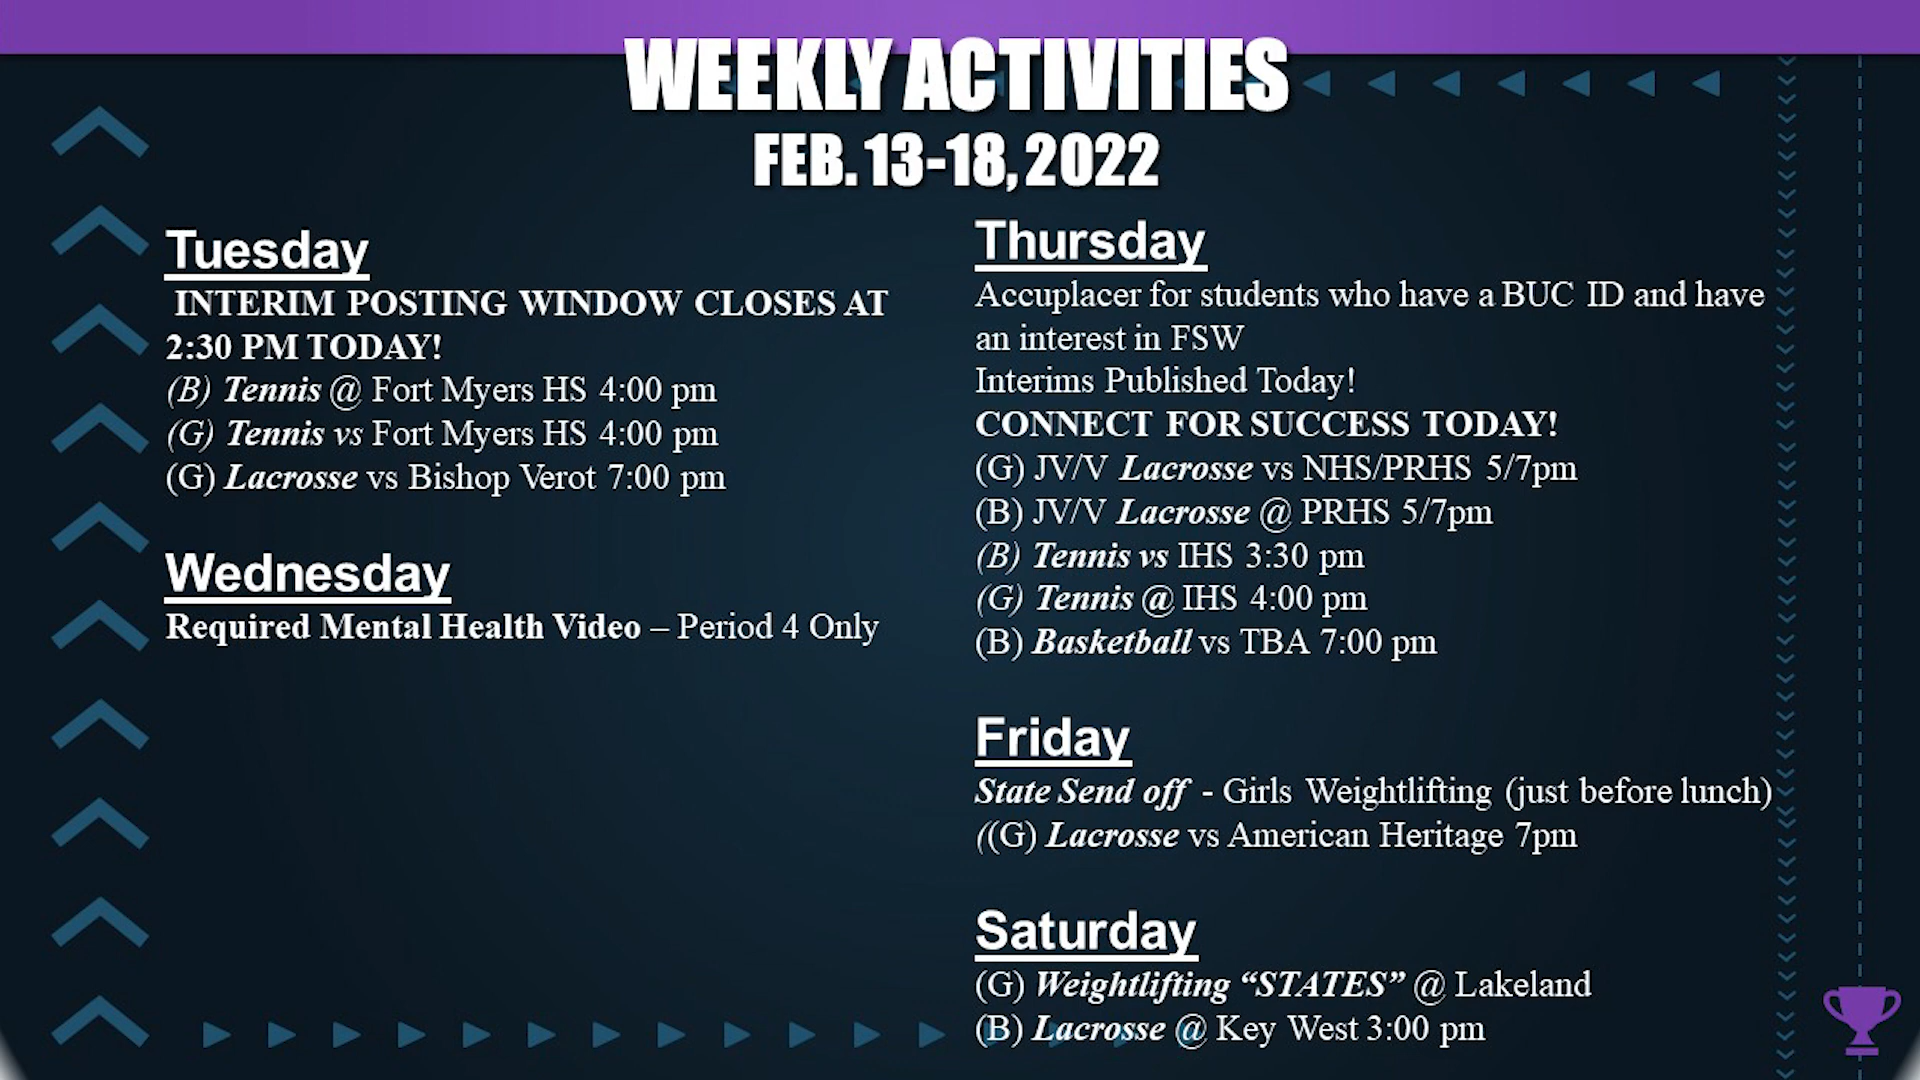 WEEKLY ACTIVITIES
FEB. 13-18, 2022
Tuesday
INTERIM POSTING WINDOW CLOSES AT
2:30 PM TODAY!
(B) Tennis @ Fort Myers HS 4:00 pm
(G) Tennis vs Fort Myers HS 4:00 pm
(G) Lacrosse vs Bishop Verot 7:00 pm
Wednesday
Required Mental Health Video – Period 4 Only
Thursday
Accuplacer for students who have a BUC ID and have
an interest in FSW
Interims Published Today!
CONNECT FOR SUCCESS TODAY!
(G) JV/V Lacrosse vs NHS/PRHS 5/7pm
(B) JV/V Lacrosse @ PRHS 5/7pm
(B) Tennis vs IHS 3:30 pm
(G) Tennis @ IHS 4:00 pm
(B) Basketball vs TBA 7:00 pm
Friday
State Send off - Girls Weightlifting (just before lunch)
((G) Lacrosse vs American Heritage 7pm
Saturday
(G) Weightlifting “STATES” @ Lakeland
(B) Lacrosse @ Key West 3:00 pm